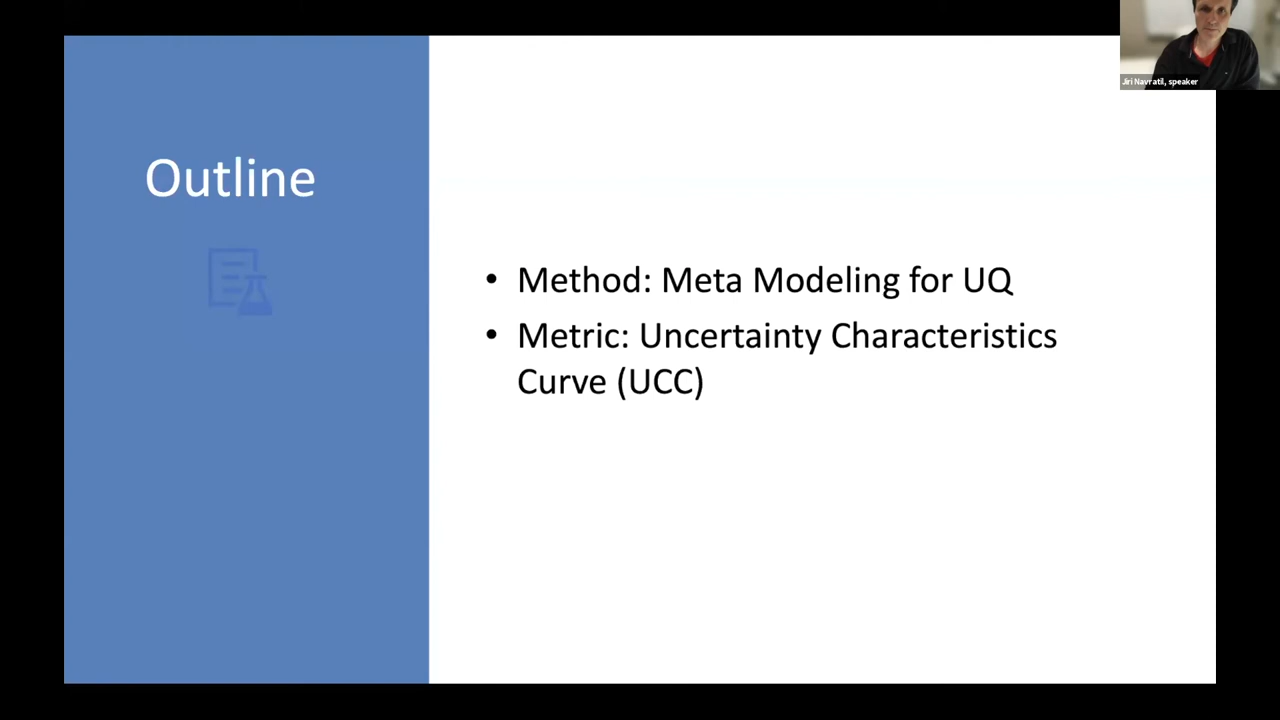 Jiri Navratil, speaker
Outline
• Method: Meta Modeling for UQ
• Metric: Uncertainty Characteristics
Curve (UCC)